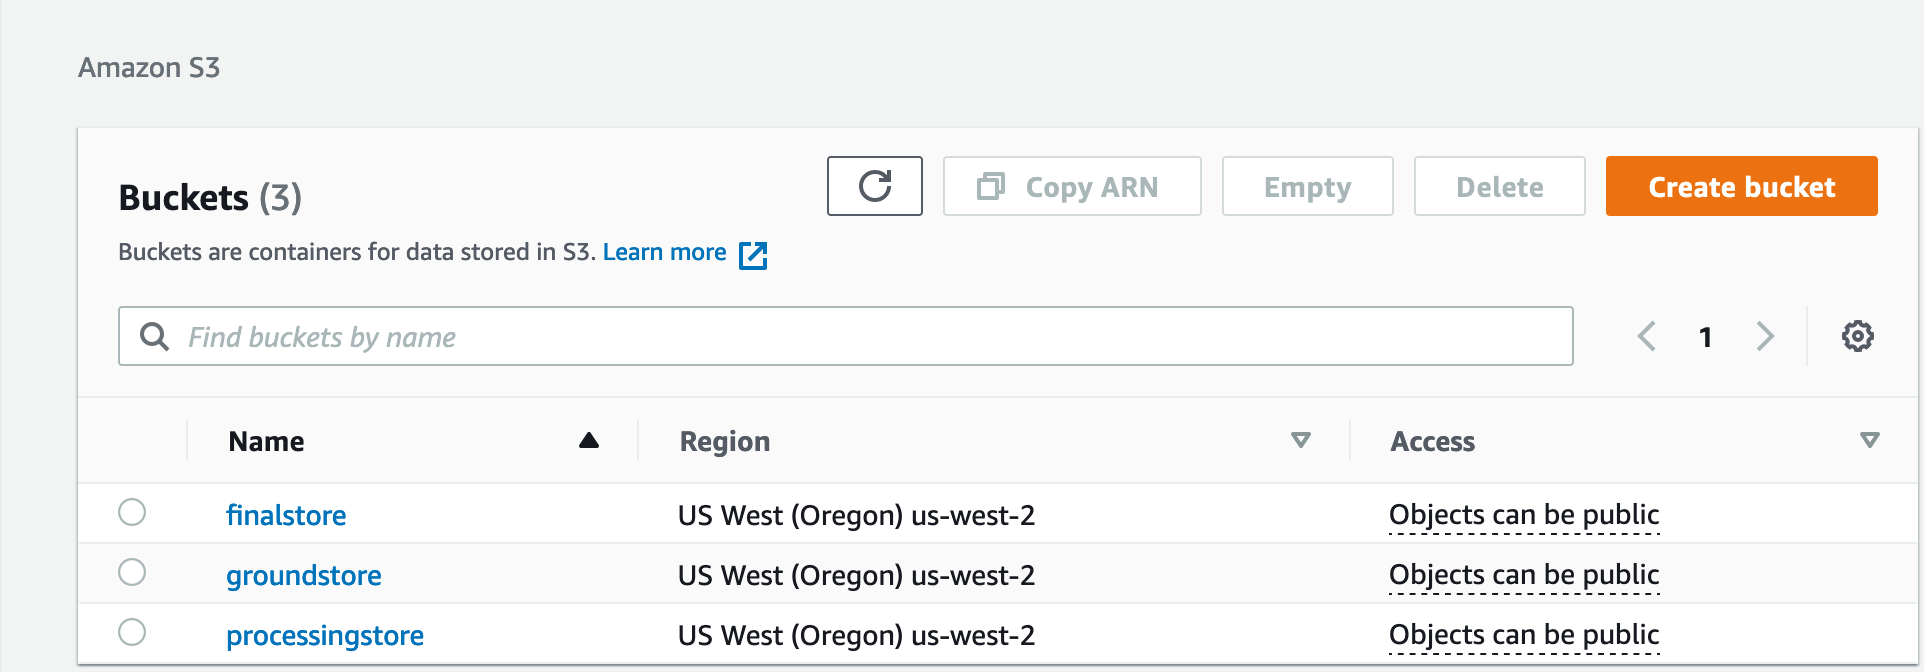 Amazon S3
Buckets (3)
Copy ARN
Empty
Delete
Create bucket
Buckets are containers for data stored in S3. Learn more
Find buckets by name
1
Name Region Access
finalstore US West (Oregon) us-west-2 Objects can be public
groundstore US West (Oregon) us-west-2 Objects can be public
processingstore US West (Oregon) us-west-2 Objects can be public